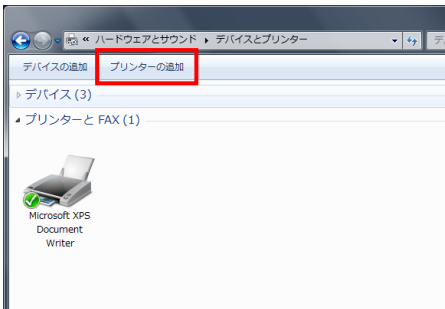 « ハードウェアとサウンド ▸ デバイスとプリンター
デバイスの追加 プリンターの追加
デバイス (3)
プリンターと FAX (1)
Microsoft XPS
Document
Writer